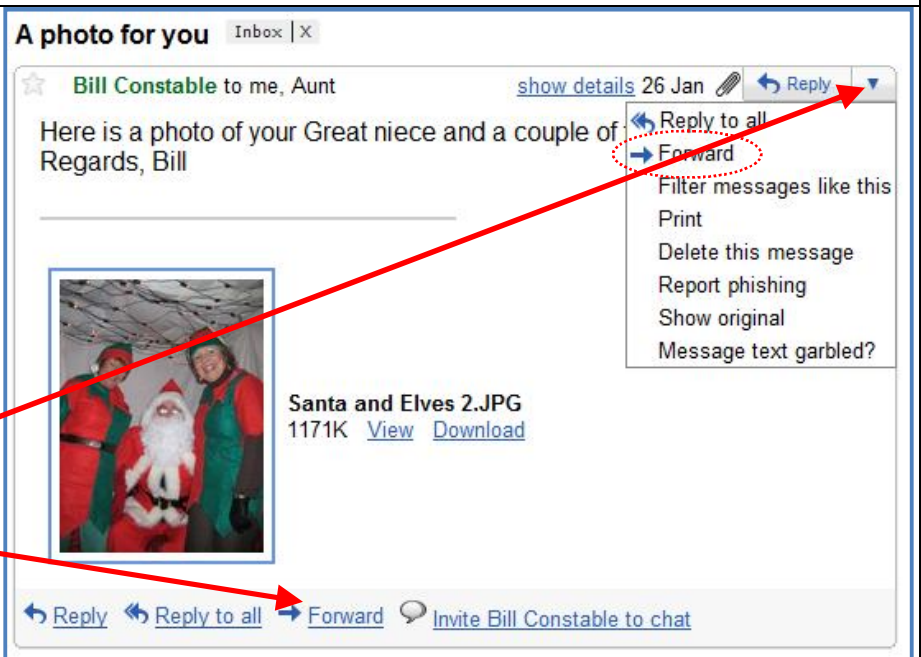 A photo for you Inbox | X
Bill Constable to me, Aunt show details 26 Jan Reply
Here is a photo of your Great niece and a couple of
Regards, Bill
Reply to all
Forward
Filter messages like this
Print
Delete this message
Report phishing
Show original
Message text garbled?
Santa and Elves 2.JPG
1171K View Download
Reply Reply to all Forward Invite Bill Constable to chat